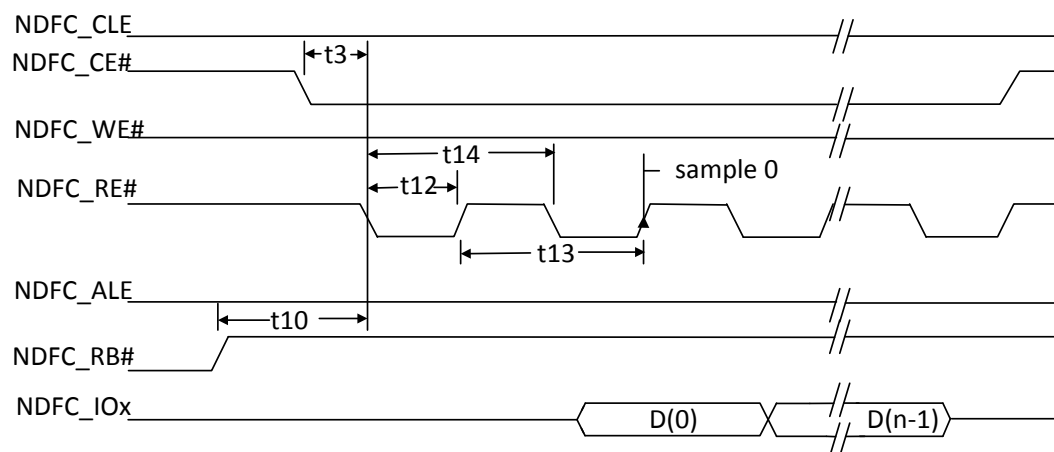 NDFC_CLE
t3
NDFC_CE#
NDFC_WE#
t14
sample 0
t12
NDFC_RE#
t13
NDFC_ALE
t10
NDFC_RB#
NDFC_IOx
D(0)
D(n-1)